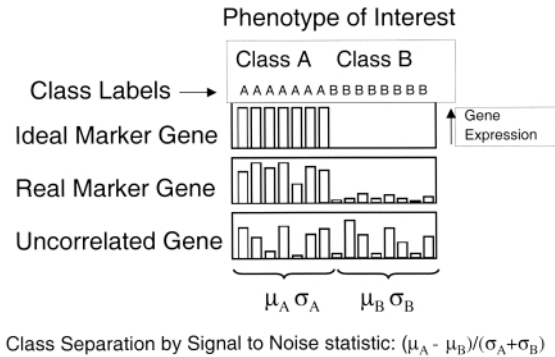 Phenotype of Interest
Class A Class B
Class Labels → A A A A A A A B B B B B B B B
Ideal Marker Gene
Gene
Expression
Real Marker Gene
Uncorrelated Gene
μA σA μB σB
Class Separation by Signal to Noise statistic: (μA - μB)/(σA+σB)